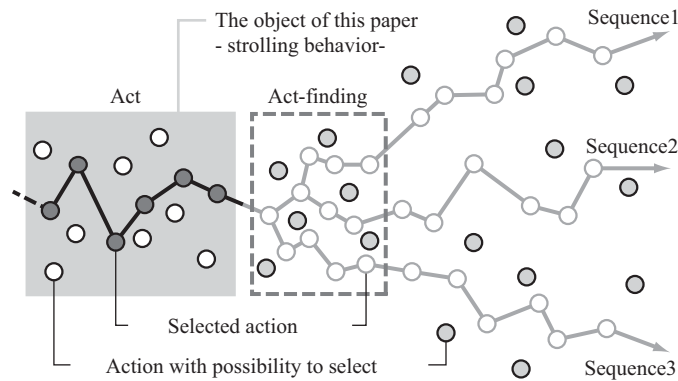 The object of this paper
- strolling behavior-
Sequence1
Act
Act-finding
Sequence2
Selected action
Action with possibility to select
Sequence3